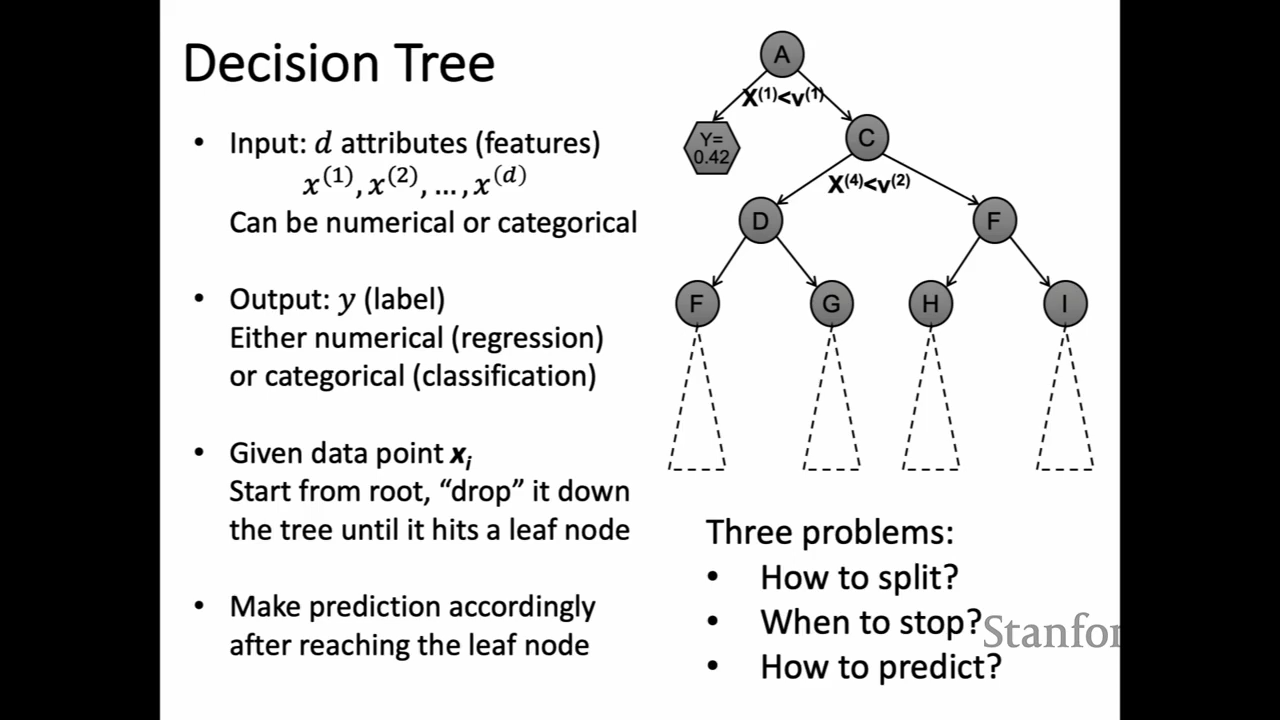 Decision Tree
• Input: d attributes (features)
x^(1), x^(2), …, x^(d)
Can be numerical or categorical
• Output: y (label)
Either numerical (regression)
or categorical (classification)
• Given data point x_i
Start from root, “drop” it down
the tree until it hits a leaf node
• Make prediction accordingly
after reaching the leaf node
A
X^(1)<v^(1)
Y=
0.42
C
X^(4)<v^(2)
D
F
F
G
H
I
Three problems:
• How to split?
• When to stop?
• How to predict?
Stanfor